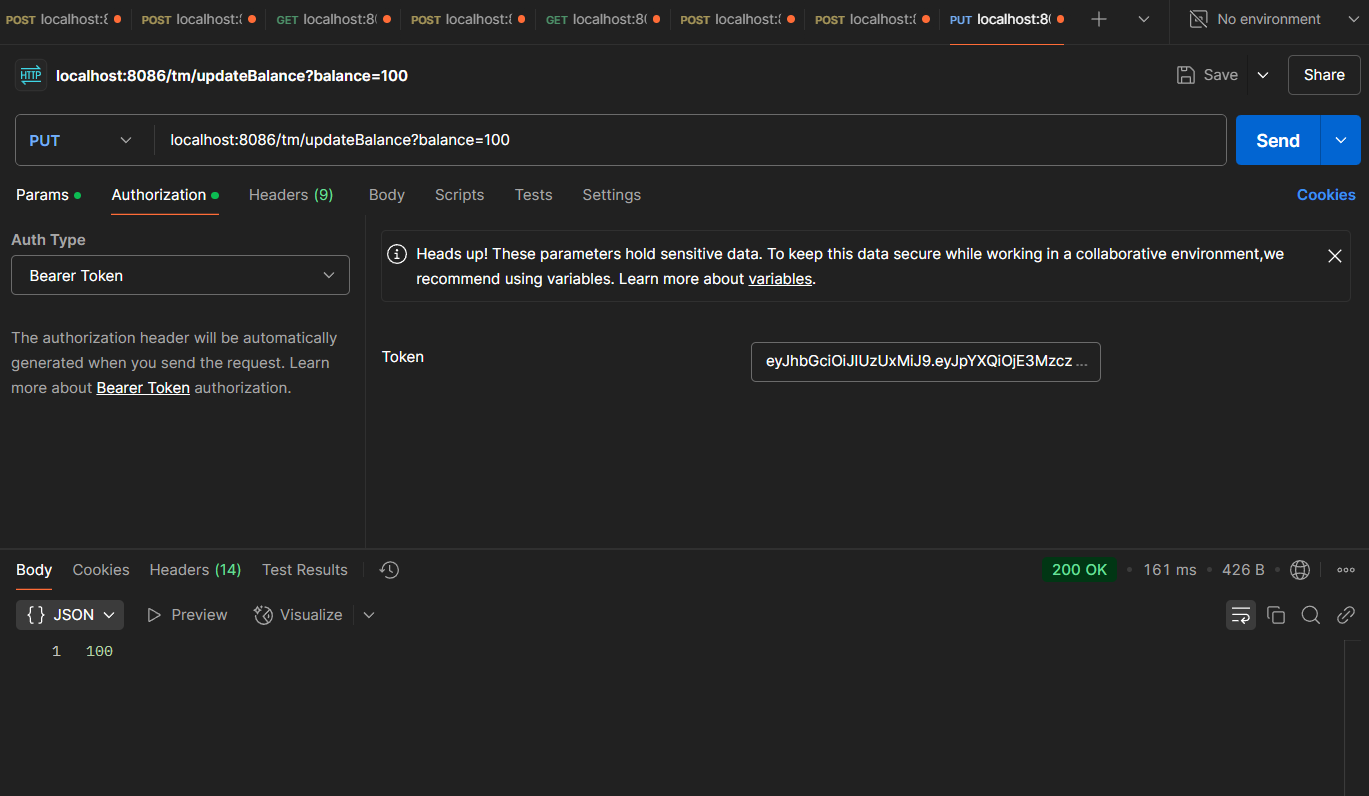 POST localhost:8 POST localhost:8 GET localhost:80 POST localhost:8 GET localhost:80 POST localhost:8 POST localhost:8 PUT localhost:80 No environment
HTTP localhost:8086/tm/updateBalance?balance=100 Save Share
PUT localhost:8086/tm/updateBalance?balance=100 Send
Params Authorization Headers (9) Body Scripts Tests Settings Cookies
Auth Type
Bearer Token
The authorization header will be automatically
generated when you send the request. Learn
more about Bearer Token authorization.
Heads up! These parameters hold sensitive data. To keep this data secure while working in a collaborative environment,we
recommend using variables. Learn more about variables.
Token eyJhbGciOiJIUzUxMiJ9.eyJpYXQiOjE3Mzcz ...
Body Cookies Headers (14) Test Results 200 OK 161 ms 426 B
{} JSON Preview Visualize
1 100